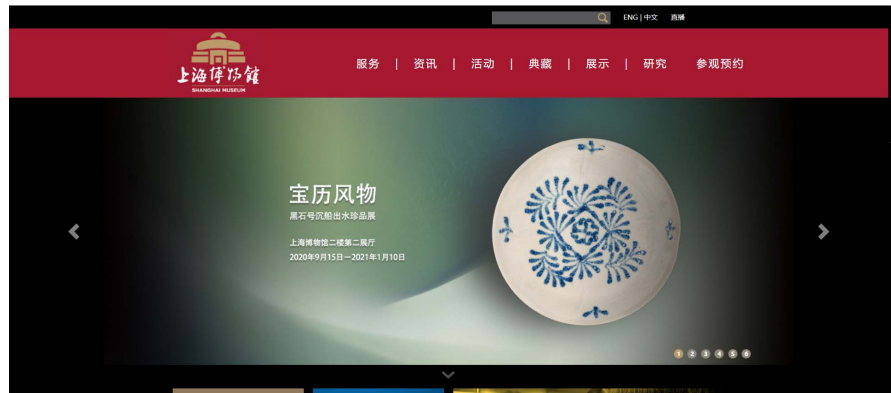 ENG | 中文 直播
上海博物館
SHANGHAI MUSEUM
服务 | 资讯 | 活动 | 典藏 | 展示 | 研究 参观预约
宝历风物
黑石号沉船出水珍品展
上海博物馆二楼第二展厅
2020年9月15日－2021年1月10日
1 2 3 4 5 6